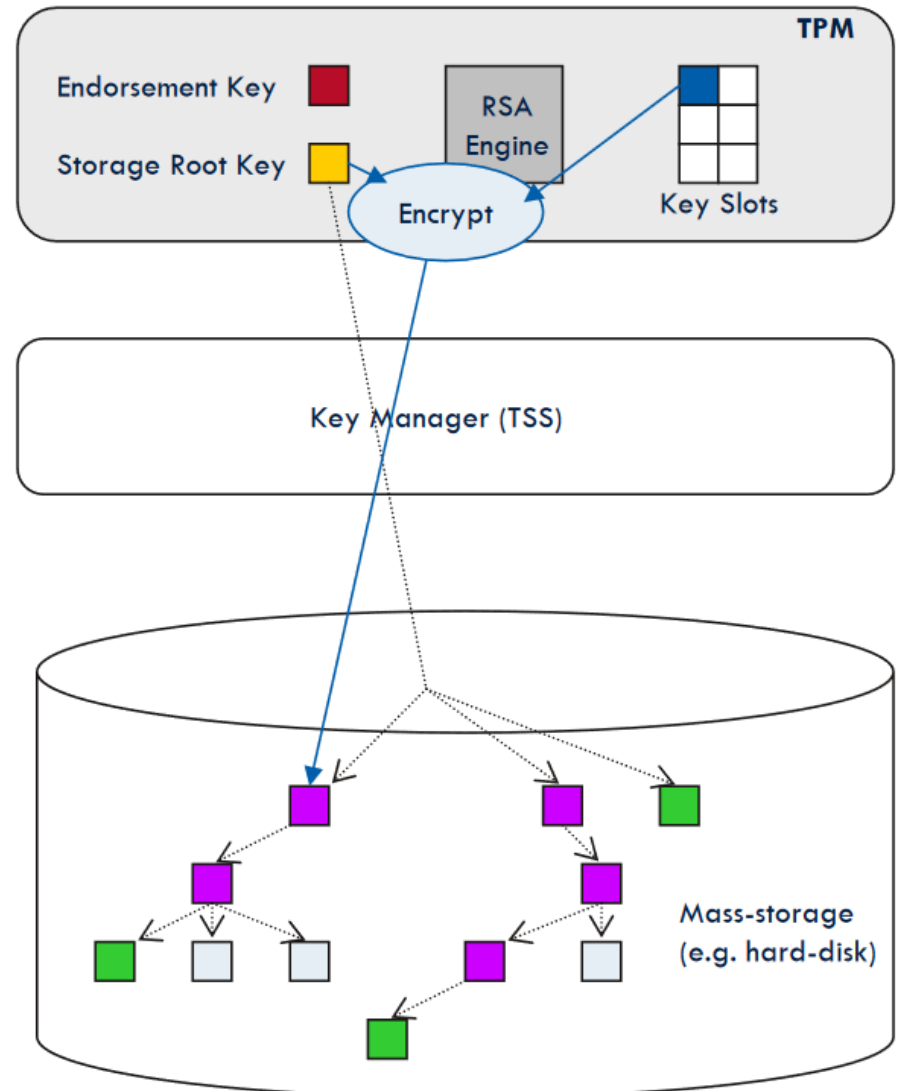 TPM
Endorsement Key
RSA
Engine
Storage Root Key
Encrypt
Key Slots
Key Manager (TSS)
Mass-storage
(e.g. hard-disk)